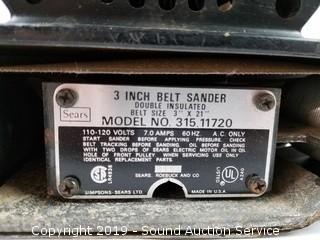 3 INCH BELT SANDER
DOUBLE INSULATED
BELT SIZE 3" X 21"
Sears
MODEL NO. 315.11720
110-120 VOLTS 7.0 AMPS 60 HZ. A.C. ONLY
START SANDER BEFORE APPLYING PRESSURE. CHECK
BELT TRACKING BEFORE SANDING. OIL BEFORE SANDING
WITH TWO DROPS OF SEARS ELECTRIC MOTOR OIL IN OIL
HOLE OF FRONT PULLEY. WHEN SERVICING USE ONLY
IDENTICAL REPLACEMENT PARTS.
SEARS, ROEBUCK AND CO.
SIMPSONS-SEARS LTD.
MADE IN U.S.A.
Copyright 2019 - Sound Auction Service